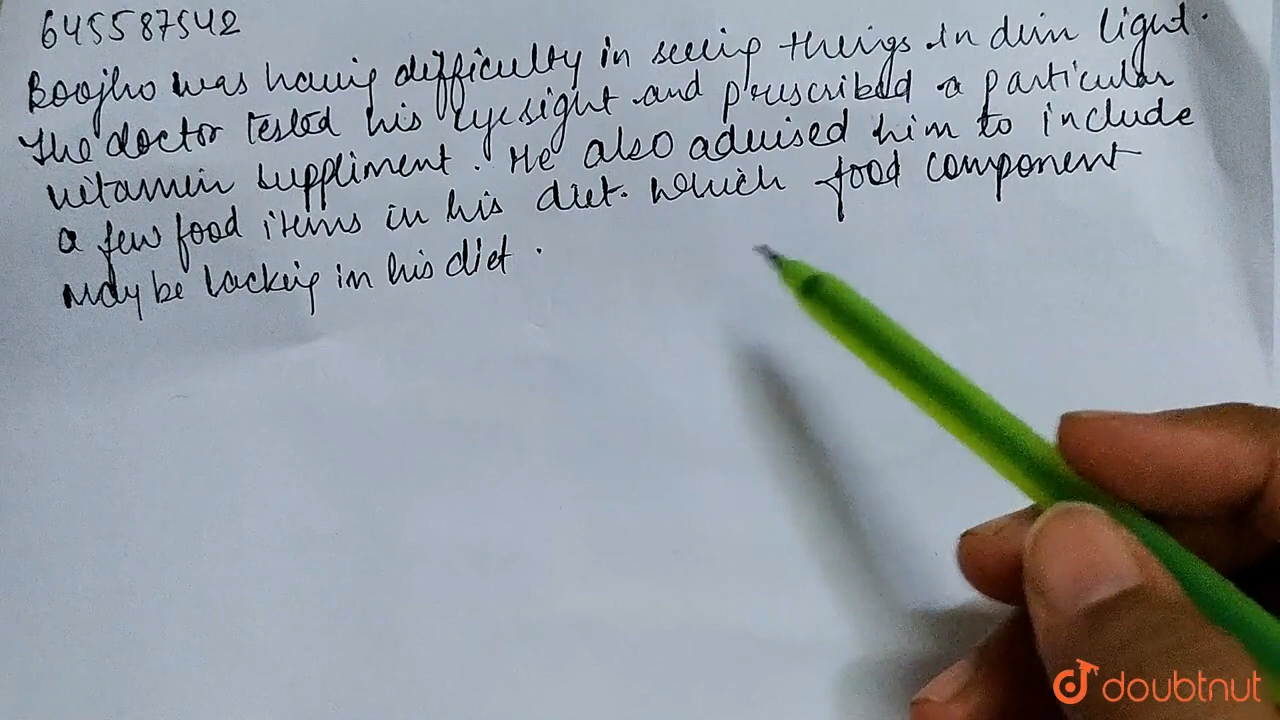 645587542
Boojho was having difficulty in seeing things in dim light.
The doctor tested his eyesight and prescribed a particular
vitamin suppliment. He also advised him to include
a few food items in his diet. which food component
may be lacking in his diet.
doubtnut